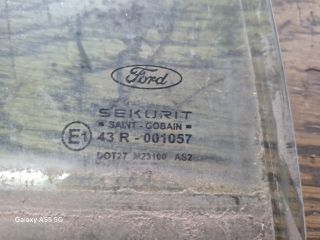 Ford
SEKURIT
SAINT-GOBAIN
E1 43 R - 001057
DOT27 M23100 AS2
Galaxy A55 5G